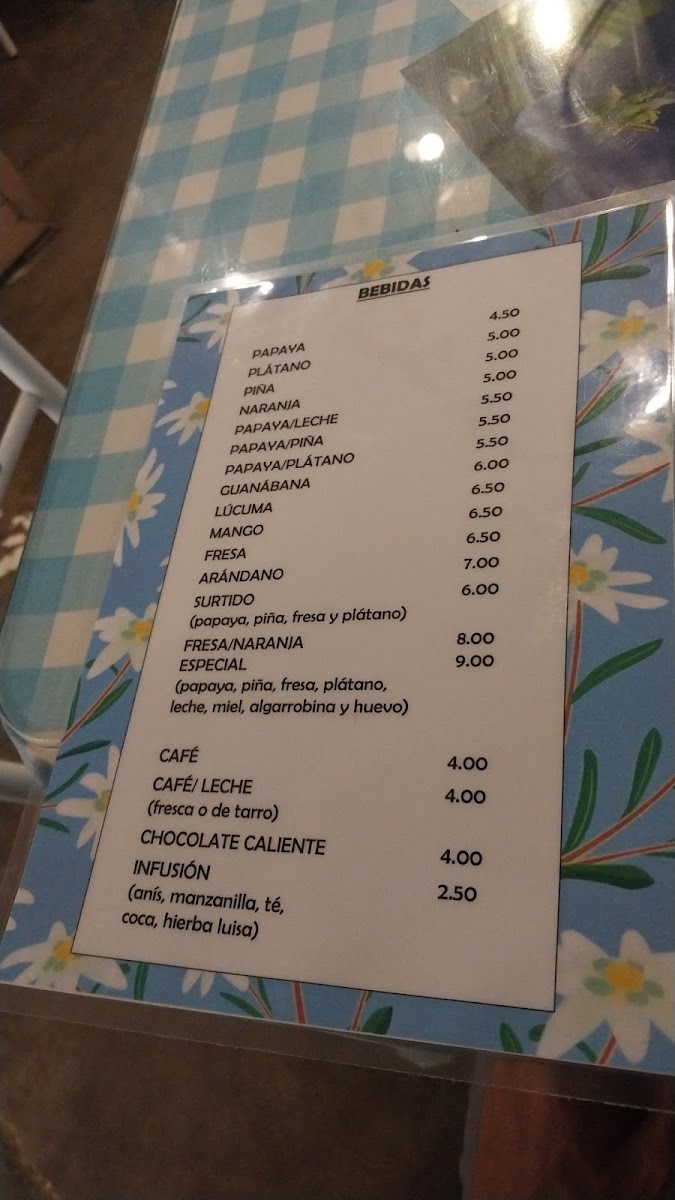 BEBIDAS
PAPAYA 4.50
PLÁTANO 5.00
PIÑA 5.00
NARANJA 5.00
PAPAYA/LECHE 5.50
PAPAYA/PIÑA 5.50
PAPAYA/PLÁTANO 5.50
GUANÁBANA 6.00
LÚCUMA 6.50
MANGO 6.50
FRESA 6.50
ARÁNDANO 7.00
SURTIDO 6.00
(papaya, piña, fresa y plátano)
FRESA/NARANJA 8.00
ESPECIAL 9.00
(papaya, piña, fresa, plátano,
leche, miel, algarrobina y huevo)
CAFÉ 4.00
CAFÉ/ LECHE 4.00
(fresca o de tarro)
CHOCOLATE CALIENTE 4.00
INFUSIÓN 2.50
(anís, manzanilla, té,
coca, hierba luisa)